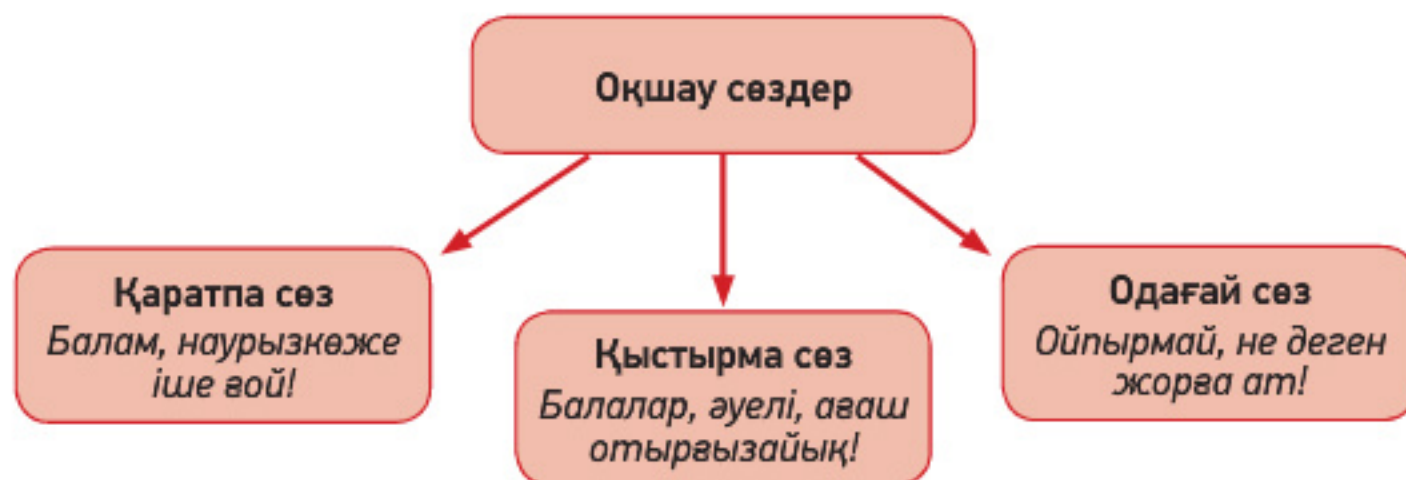 Оқшау сөздер
Қаратпа сөз
Балам, наурызкөже
іше ғой!
Қыстырма сөз
Балалар, әуелі, ағаш
отырғызайық!
Одағай сөз
Ойпырмай, не деген
жорға ат!